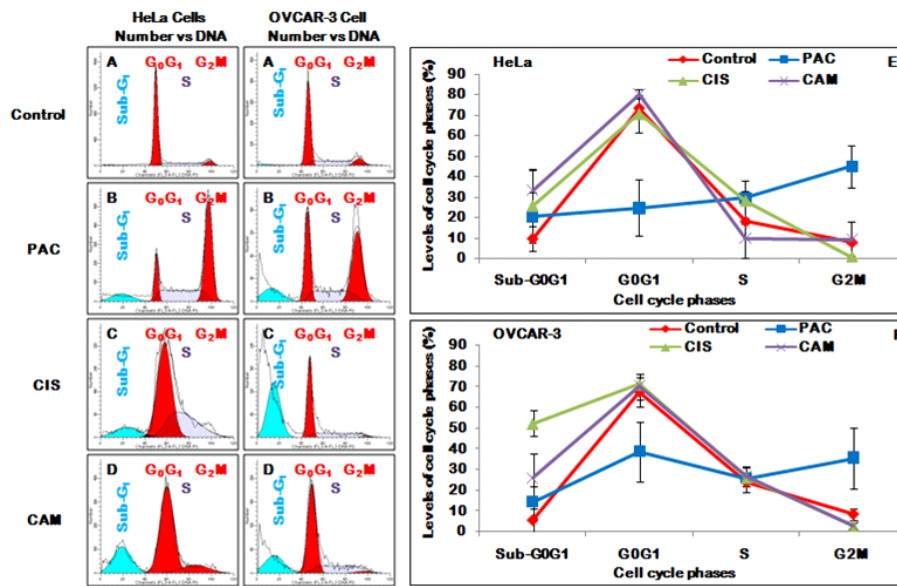 HeLa Cells
Number vs DNA
OVCAR-3 Cell
Number vs DNA
Control
A
G₀G₁ G₂M
S
Sub-G₁
A
G₀G₁ G₂M
S
Sub-G₁
PAC
B
G₀G₁ G₂M
S
Sub-G₁
B
G₀G₁ G₂M
S
Sub-G₁
CIS
C
G₀G₁ G₂M
S
Sub-G₁
C
G₀G₁ G₂M
S
Sub-G₁
CAM
D
G₀G₁ G₂M
S
Sub-G₁
D
G₀G₁ G₂M
S
Sub-G₁
HeLa
Control PAC
CIS CAM
E
Levels of cell cycle phases (%)
90
80
70
60
50
40
30
20
10
0
Sub-G0G1 G0G1 S G2M
Cell cycle phases
OVCAR-3
Control PAC
CIS CAM
Levels of cell cycle phases (%)
90
80
70
60
50
40
30
20
10
0
Sub-G0G1 G0G1 S G2M
Cell cycle phases